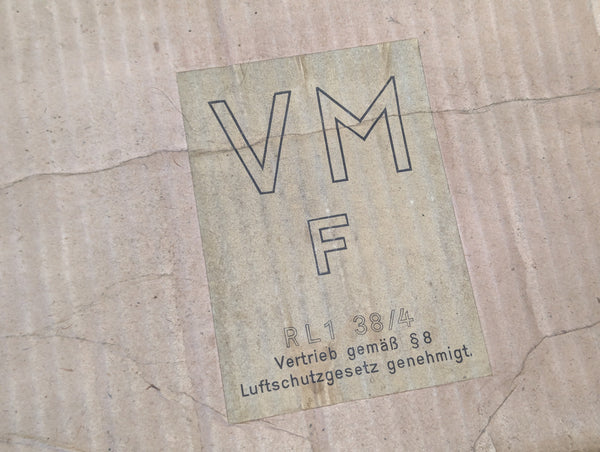 VM
F
RL1 38/4
Vertrieb gemäß § 8
Luftschutzgesetz genehmigt.